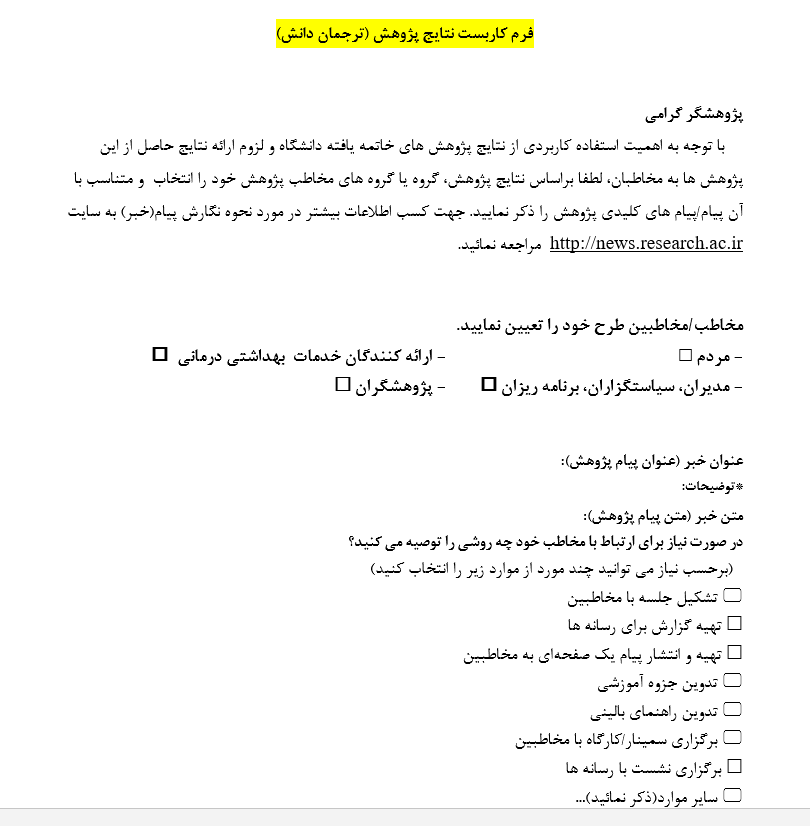 فرم کاربست نتایج پژوهش (ترجمان دانش)
پژوهشگر گرامی
با توجه به اهمیت استفاده کاربردی از نتایج پژوهش های خاتمه یافته دانشگاه و لزوم ارائه نتایج حاصل از این
پژوهش ها به مخاطبان، لطفا براساس نتایج پژوهش، گروه یا گروه های مخاطب پژوهش خود را انتخاب و متناسب با
آن پیام/پیام های کلیدی پژوهش را ذکر نمایید. جهت کسب اطلاعات بیشتر در مورد نحوه نگارش پیام(خبر) به سایت
http://news.research.ac.ir مراجعه نمائید.
مخاطب/مخاطبین طرح خود را تعیین نمایید.
- مردم □ - ارائه کنندگان خدمات بهداشتی درمانی □
- مدیران، سیاستگزاران، برنامه ریزان □ - پژوهشگران □
عنوان خبر (عنوان پیام پژوهش):
*توضیحات:
متن خبر (متن پیام پژوهش):
در صورت نیاز برای ارتباط با مخاطب خود چه روشی را توصیه می کنید؟
(برحسب نیاز می توانید چند مورد از موارد زیر را انتخاب کنید)
□ تشکیل جلسه با مخاطبین
□ تهیه گزارش برای رسانه ها
□ تهیه و انتشار پیام یک صفحه‌ای به مخاطبین
□ تدوین جزوه آموزشی
□ تدوین راهنمای بالینی
□ برگزاری سمینار/کارگاه با مخاطبین
□ برگزاری نشست با رسانه ها
□ سایر موارد(ذکر نمائید)...